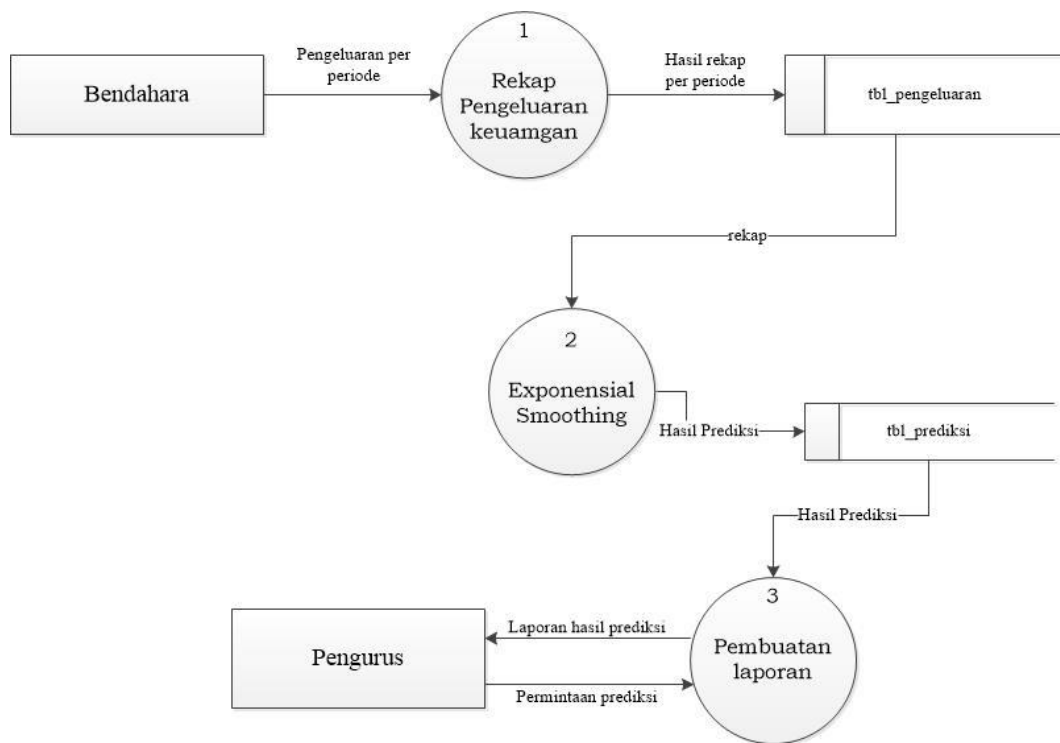 Bendahara
Pengeluaran per
periode
1
Rekap
Pengeluaran
keuamgan
Hasil rekap
per periode
tbl_pengeluaran
rekap
2
Exponensial
Smoothing
Hasil Prediksi
tbl_prediksi
Hasil Prediksi
3
Pembuatan
laporan
Laporan hasil prediksi
Pengurus
Permintaan prediksi